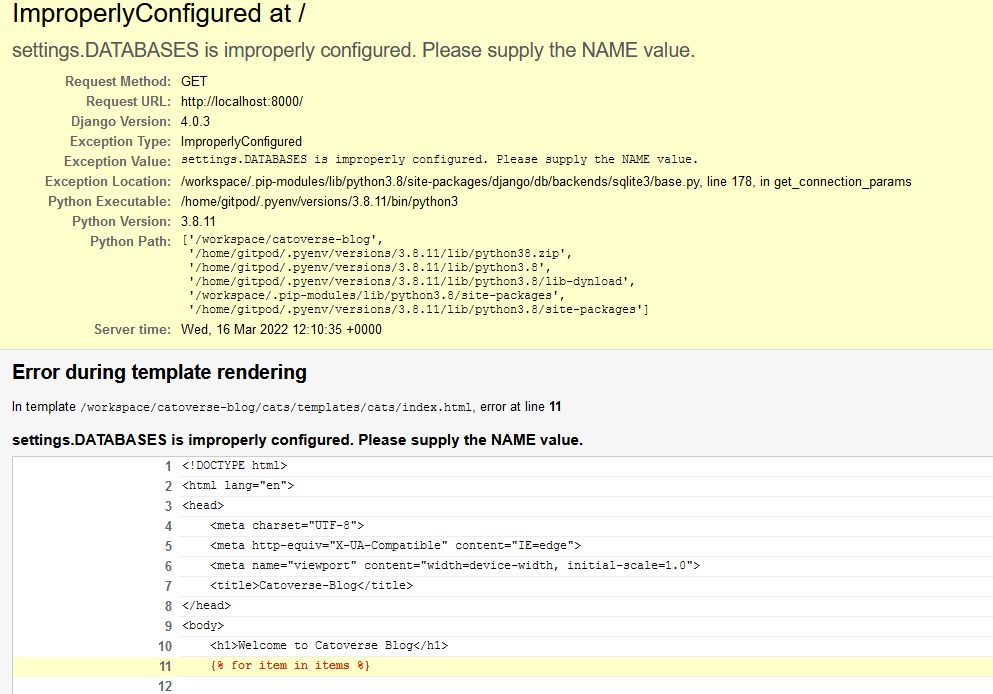 ImproperlyConfigured at /
settings.DATABASES is improperly configured. Please supply the NAME value.
Request Method: GET
Request URL: http://localhost:8000/
Django Version: 4.0.3
Exception Type: ImproperlyConfigured
Exception Value: settings.DATABASES is improperly configured. Please supply the NAME value.
Exception Location: /workspace/.pip-modules/lib/python3.8/site-packages/django/db/backends/sqlite3/base.py, line 178, in get_connection_params
Python Executable: /home/gitpod/.pyenv/versions/3.8.11/bin/python3
Python Version: 3.8.11
Python Path: ['/workspace/catoverse-blog',
'/home/gitpod/.pyenv/versions/3.8.11/lib/python38.zip',
'/home/gitpod/.pyenv/versions/3.8.11/lib/python3.8',
'/home/gitpod/.pyenv/versions/3.8.11/lib/python3.8/lib-dynload',
'/workspace/.pip-modules/lib/python3.8/site-packages',
'/home/gitpod/.pyenv/versions/3.8.11/lib/python3.8/site-packages']
Server time: Wed, 16 Mar 2022 12:10:35 +0000
Error during template rendering
In template /workspace/catoverse-blog/cats/templates/cats/index.html, error at line 11
settings.DATABASES is improperly configured. Please supply the NAME value.
1 <!DOCTYPE html>
2 <html lang="en">
3 <head>
4 <meta charset="UTF-8">
5 <meta http-equiv="X-UA-Compatible" content="IE=edge">
6 <meta name="viewport" content="width=device-width, initial-scale=1.0">
7 <title>Catoverse-Blog</title>
8 </head>
9 <body>
10 <h1>Welcome to Catoverse Blog</h1>
11 {% for item in items %}
12